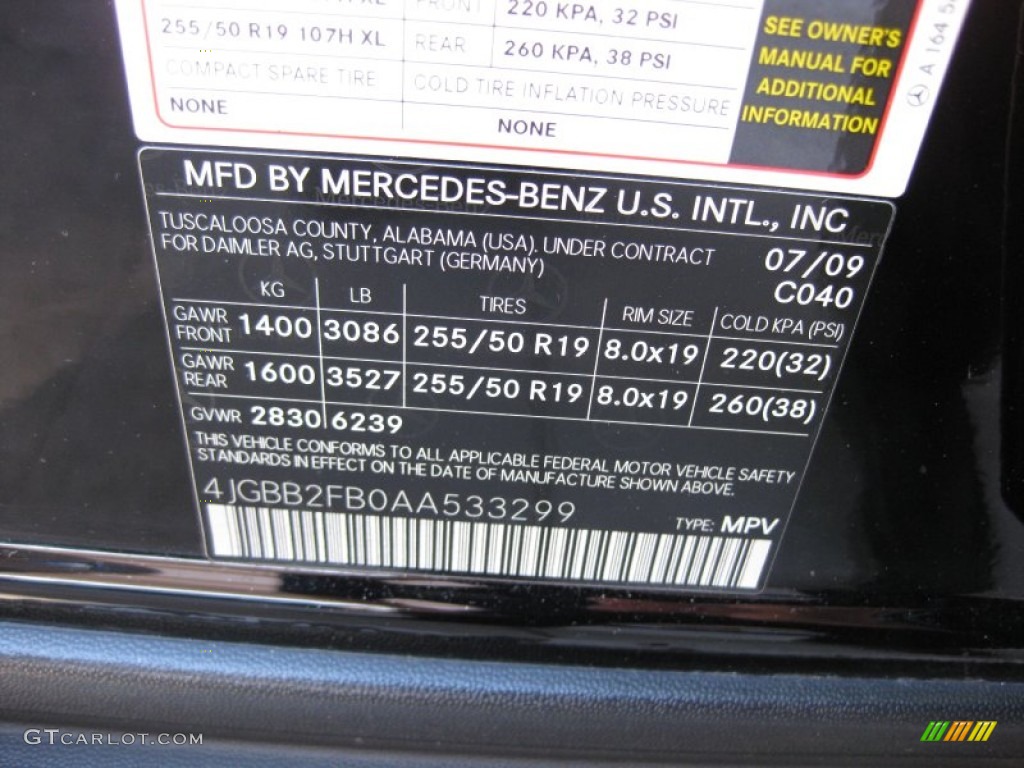 220 KPA, 32 PSI
255/50 R19 107H XL
REAR
260 KPA, 38 PSI
COMPACT SPARE TIRE
COLD TIRE INFLATION PRESSURE
NONE
NONE
SEE OWNER'S
MANUAL FOR
ADDITIONAL
INFORMATION
A 164 5
MFD BY MERCEDES-BENZ U.S. INTL., INC
TUSCALOOSA COUNTY, ALABAMA (USA). UNDER CONTRACT
FOR DAIMLER AG, STUTTGART (GERMANY)
07/09
C040
KG LB TIRES RIM SIZE COLD KPA (PSI)
GAWR FRONT 1400 3086 255/50 R19 8.0x19 220(32)
GAWR REAR 1600 3527 255/50 R19 8.0x19 260(38)
GVWR 2830 6239
THIS VEHICLE CONFORMS TO ALL APPLICABLE FEDERAL MOTOR VEHICLE SAFETY
STANDARDS IN EFFECT ON THE DATE OF MANUFACTURE SHOWN ABOVE.
4JGBB2FB0AA533299
TYPE: MPV
GTCARLOT.COM